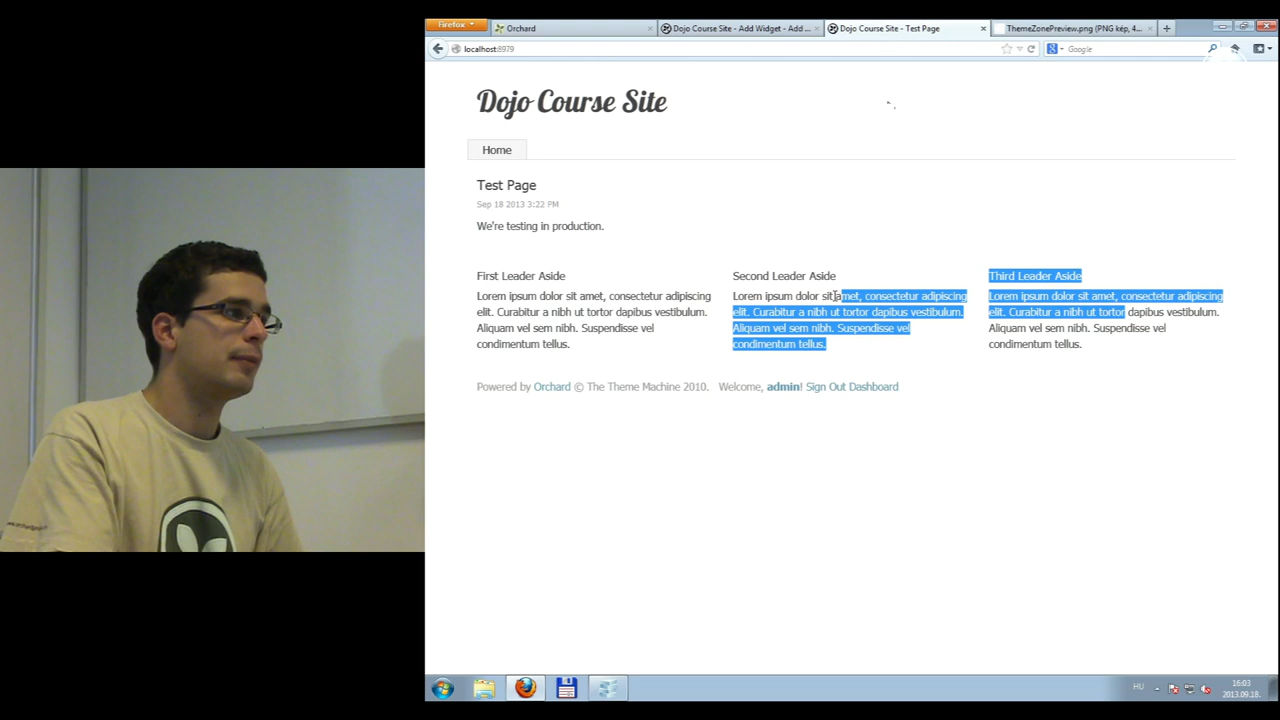 Firefox
Orchard
Dojo Course Site - Add Widget - Add ...
Dojo Course Site - Test Page
ThemeZonePreview.png (PNG kép, 4...
localhost:8979
Google
Dojo Course Site
Home
Test Page
Sep 18 2013 3:22 PM
We're testing in production.
First Leader Aside
Lorem ipsum dolor sit amet, consectetur adipiscing
elit. Curabitur a nibh ut tortor dapibus vestibulum.
Aliquam vel sem nibh. Suspendisse vel
condimentum tellus.
Second Leader Aside
Lorem ipsum dolor sit amet, consectetur adipiscing
elit. Curabitur a nibh ut tortor dapibus vestibulum.
Aliquam vel sem nibh. Suspendisse vel
condimentum tellus.
Third Leader Aside
Lorem ipsum dolor sit amet, consectetur adipiscing
elit. Curabitur a nibh ut tortor dapibus vestibulum.
Aliquam vel sem nibh. Suspendisse vel
condimentum tellus.
Powered by Orchard © The Theme Machine 2010. Welcome, admin! Sign Out Dashboard
HU
16:03
2013.09.18.